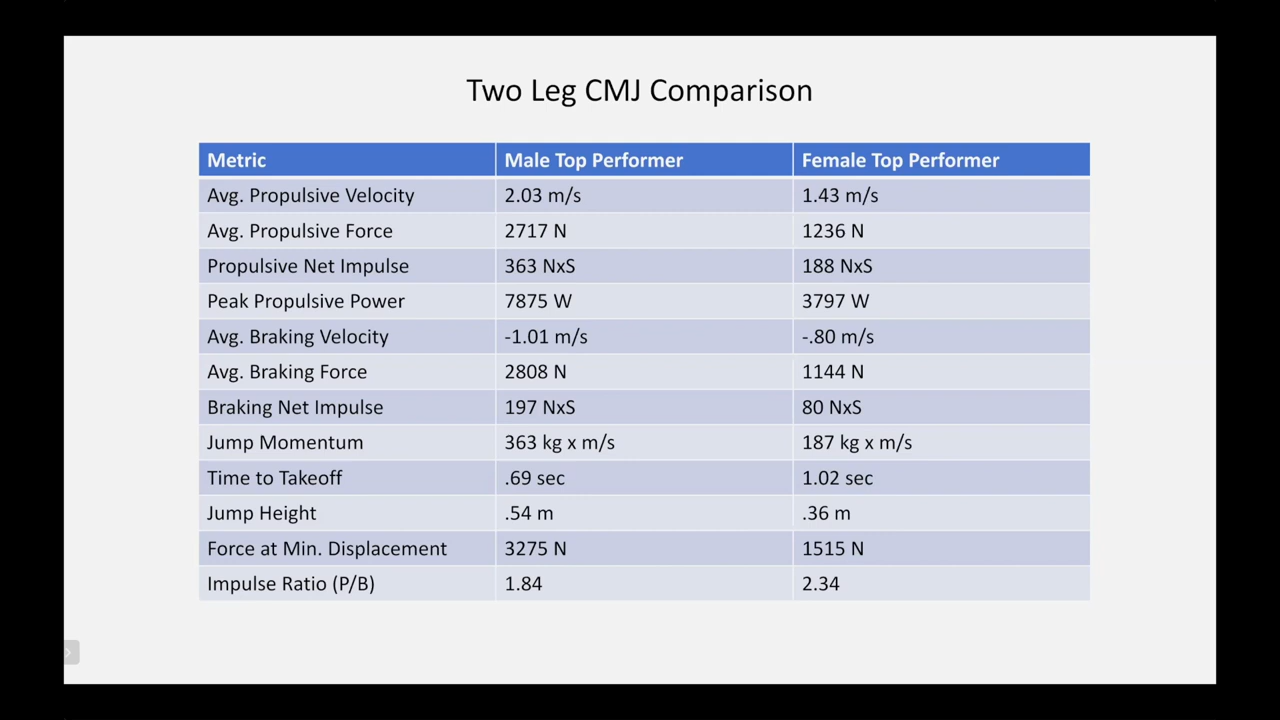 Two Leg CMJ Comparison
Metric Male Top Performer Female Top Performer
Avg. Propulsive Velocity 2.03 m/s 1.43 m/s
Avg. Propulsive Force 2717 N 1236 N
Propulsive Net Impulse 363 NxS 188 NxS
Peak Propulsive Power 7875 W 3797 W
Avg. Braking Velocity -1.01 m/s -.80 m/s
Avg. Braking Force 2808 N 1144 N
Braking Net Impulse 197 NxS 80 NxS
Jump Momentum 363 kg x m/s 187 kg x m/s
Time to Takeoff .69 sec 1.02 sec
Jump Height .54 m .36 m
Force at Min. Displacement 3275 N 1515 N
Impulse Ratio (P/B) 1.84 2.34